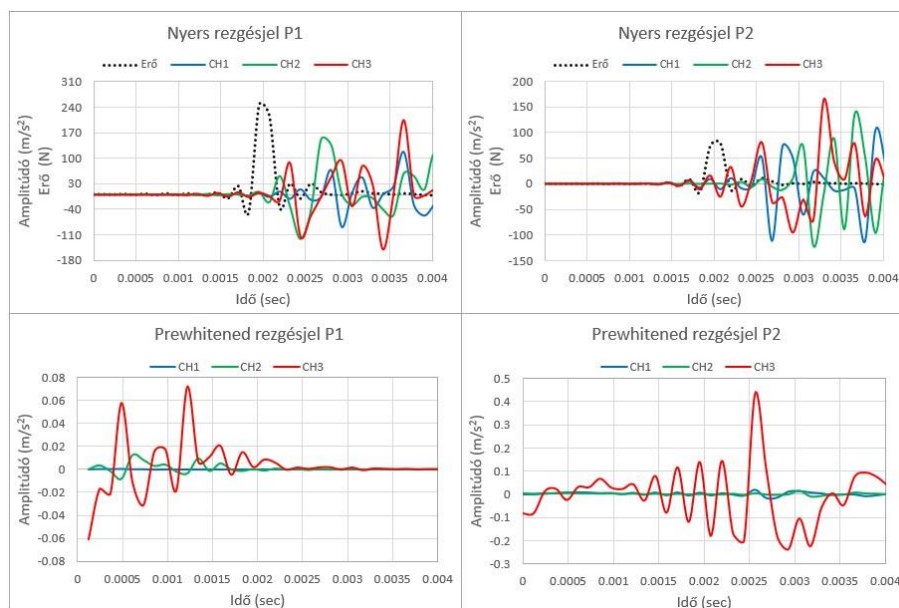 Nyers rezgésjel P1
Erő CH1 CH2 CH3
Amplitúdó (m/s²)
Erő (N)
310
240
170
100
30
-40
-110
-180
0 0.0005 0.001 0.0015 0.002 0.0025 0.003 0.0035 0.004
Idő (sec)
Nyers rezgésjel P2
Erő CH1 CH2 CH3
Amplitúdó (m/s²)
Erő (N)
200
150
100
50
0
-50
-100
-150
0 0.0005 0.001 0.0015 0.002 0.0025 0.003 0.0035 0.004
Idő (sec)
Prewhitened rezgésjel P1
CH1 CH2 CH3
Amplitúdó (m/s²)
0.08
0.06
0.04
0.02
0
-0.02
-0.04
-0.06
-0.08
0 0.0005 0.001 0.0015 0.002 0.0025 0.003 0.0035 0.004
Idő (sec)
Prewhitened rezgésjel P2
CH1 CH2 CH3
Amplitúdó (m/s²)
0.5
0.4
0.3
0.2
0.1
0
-0.1
-0.2
-0.3
0 0.0005 0.001 0.0015 0.002 0.0025 0.003 0.0035 0.004
Idő (sec)